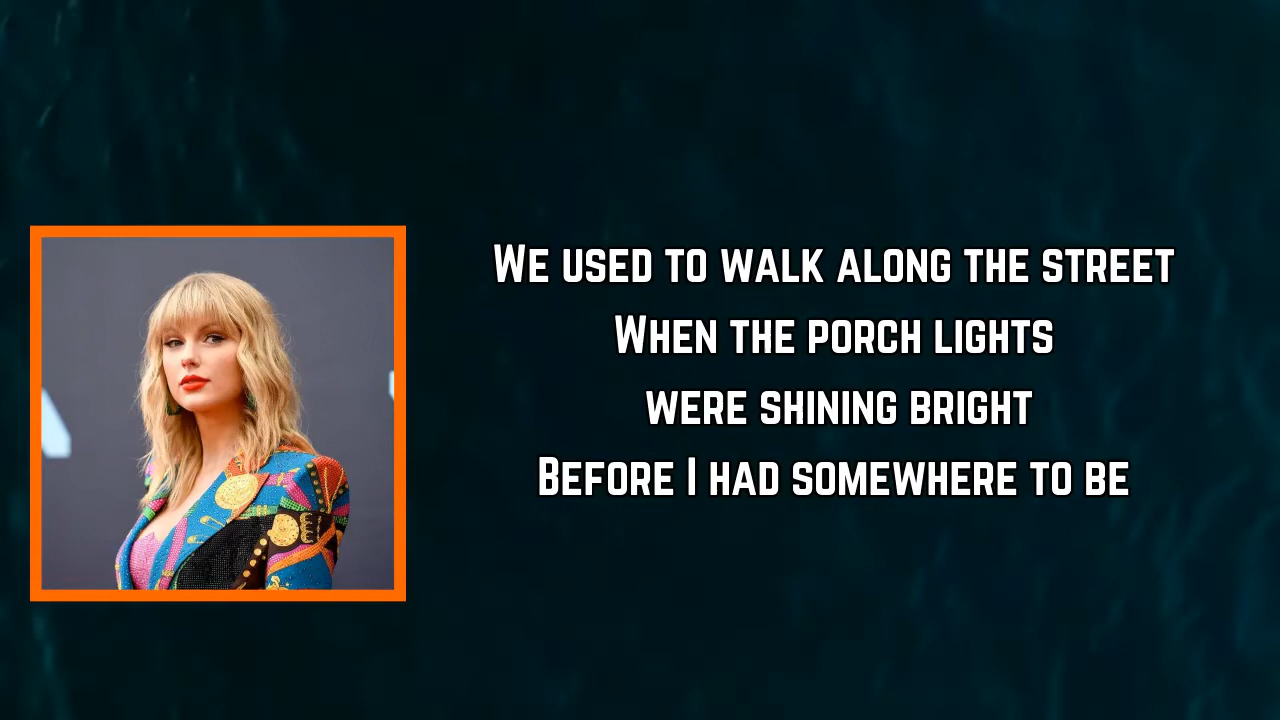 We used to walk along the street
When the porch lights
were shining bright
Before I had somewhere to be